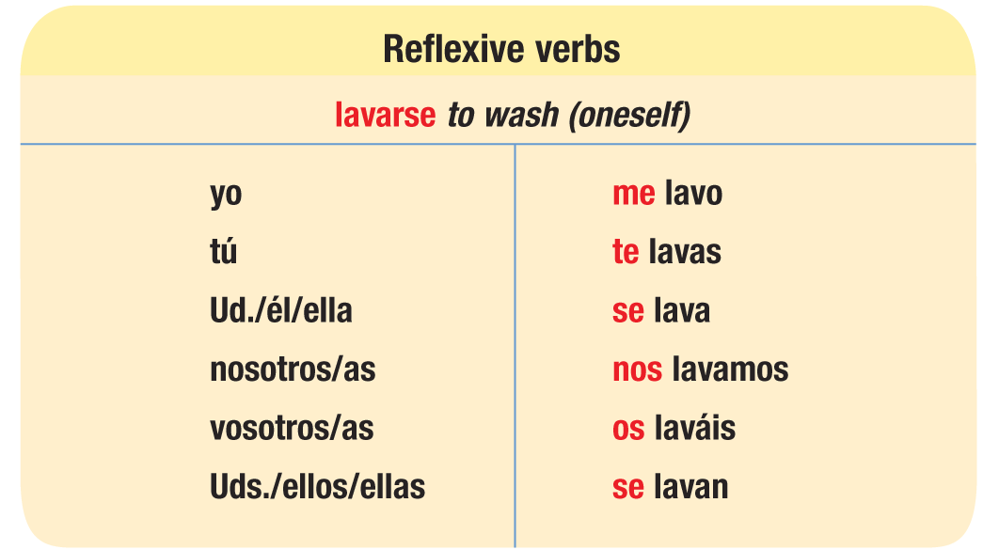 Reflexive verbs
lavarse to wash (oneself)
yo me lavo
tú te lavas
Ud./él/ella se lava
nosotros/as nos lavamos
vosotros/as os laváis
Uds./ellos/ellas se lavan